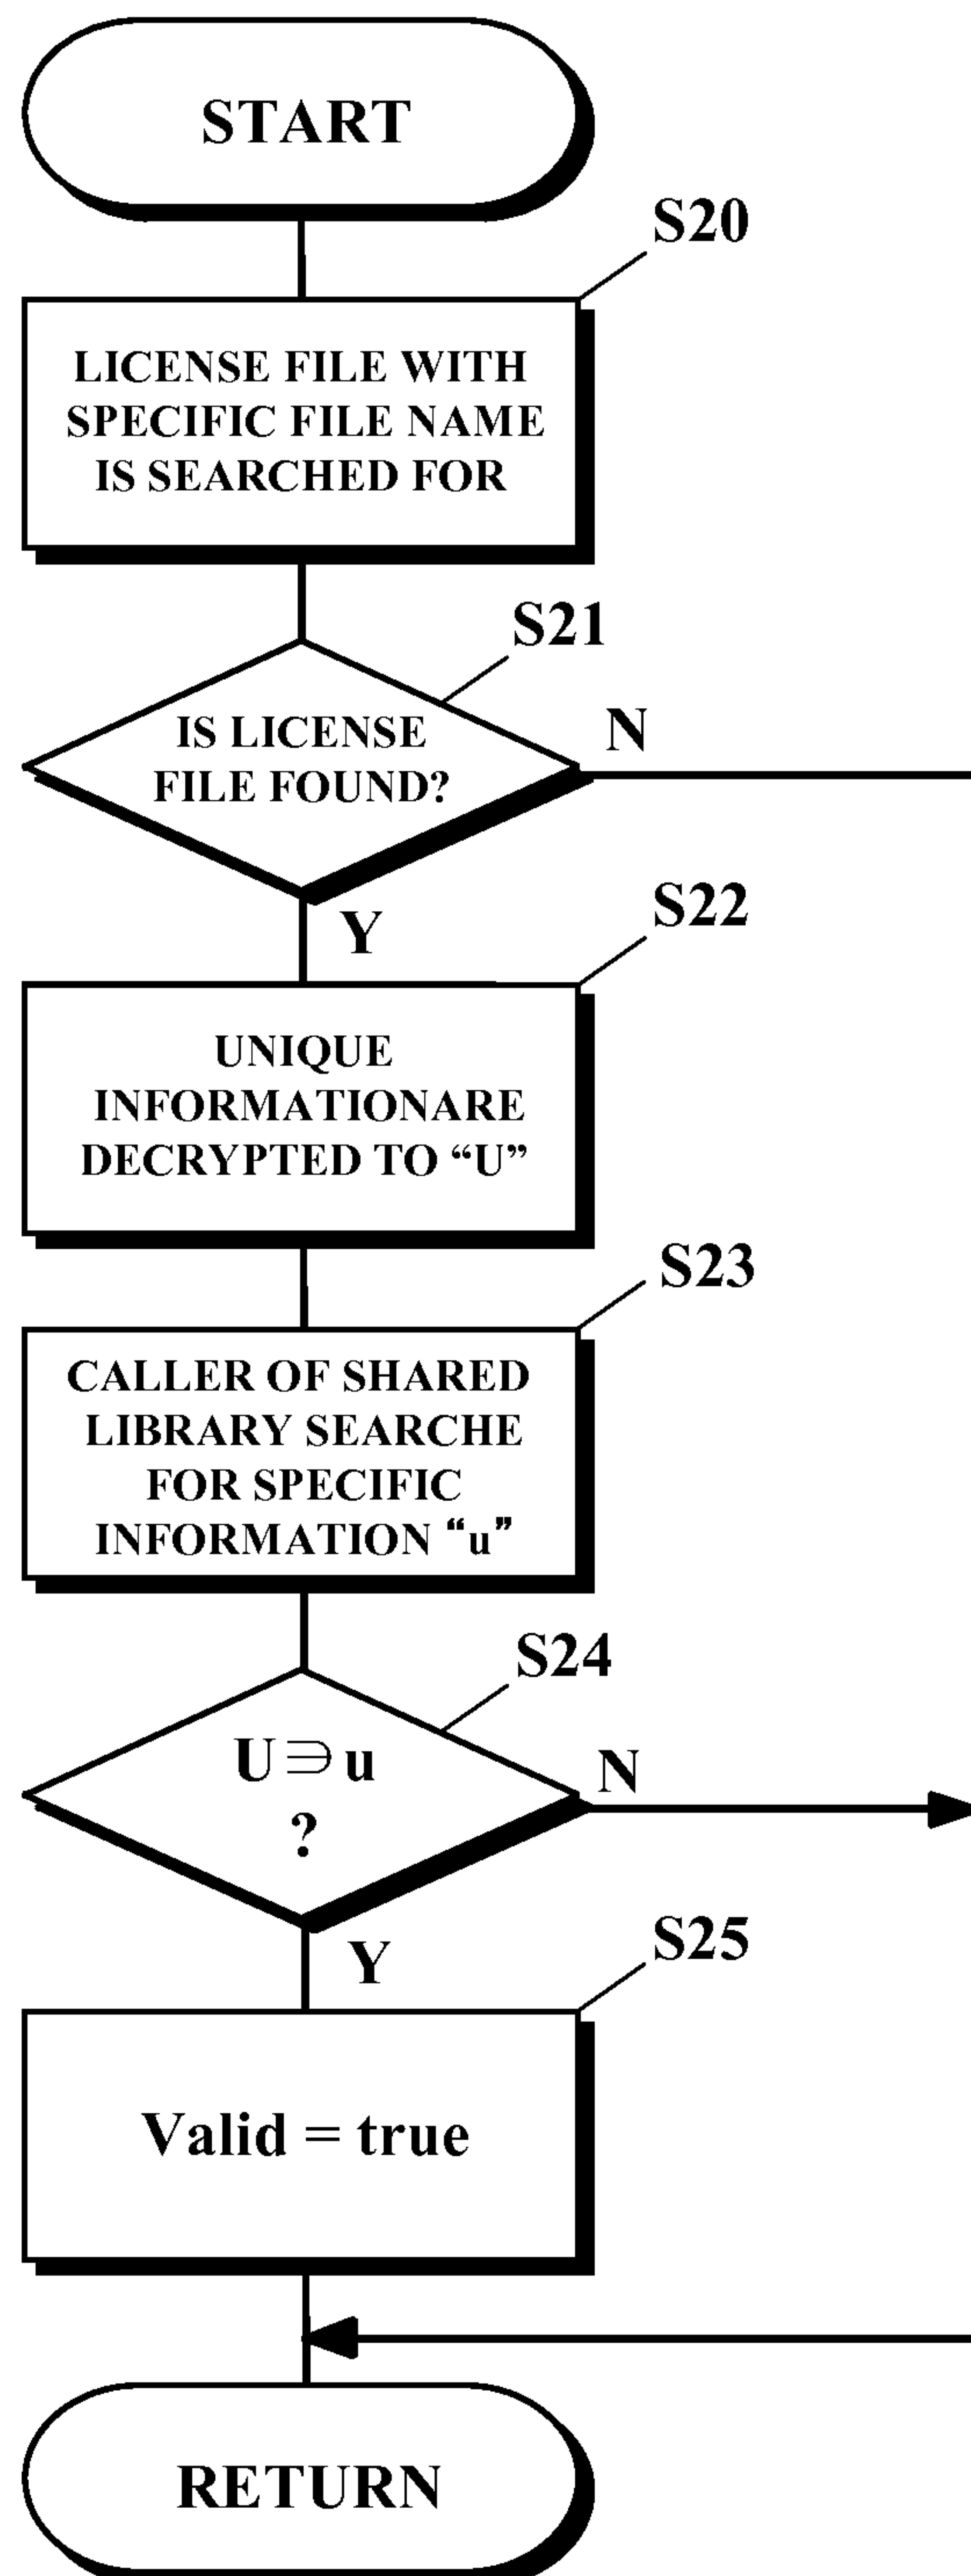 START
S20
LICENSE FILE WITH
SPECIFIC FILE NAME
IS SEARCHED FOR
S21
IS LICENSE
FILE FOUND?
N
Y
S22
UNIQUE
INFORMATIONARE
DECRYPTED TO “U”
S23
CALLER OF SHARED
LIBRARY SEARCHE
FOR SPECIFIC
INFORMATION “u”
S24
U∋u
?
N
Y
S25
Valid = true
RETURN